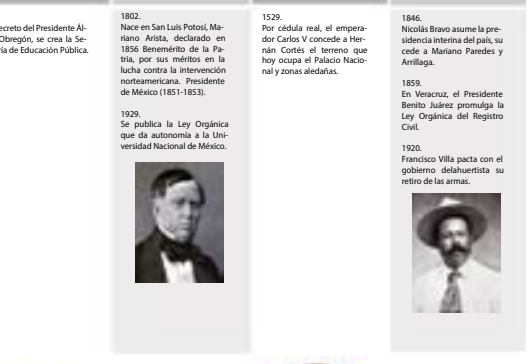 ecreto del Presidente Ál-
Obregón, se crea la Se-
ría de Educación Pública.
1802.
Nace en San Luis Potosí, Ma-
riano Arista, declarado en
1856 Benemérito de la Pa-
tria, por sus méritos en la
lucha contra la intervención
norteamericana. Presidente
de México (1851-1853).
1929.
Se publica la Ley Orgánica
que da autonomía a la Uni-
versidad Nacional de México.
1529.
Por cédula real, el empera-
dor Carlos V concede a Her-
nán Cortés el terreno que
hoy ocupa el Palacio Nacio-
nal y zonas aledañas.
1846.
Nicolás Bravo asume la pre-
sidencia interina del país, su
cede a Mariano Paredes y
Arrillaga.
1859.
En Veracruz, el Presidente
Benito Juárez promulga la
Ley Orgánica del Registro
Civil.
1920.
Francisco Villa pacta con el
gobierno delahuertista su
retiro de las armas.